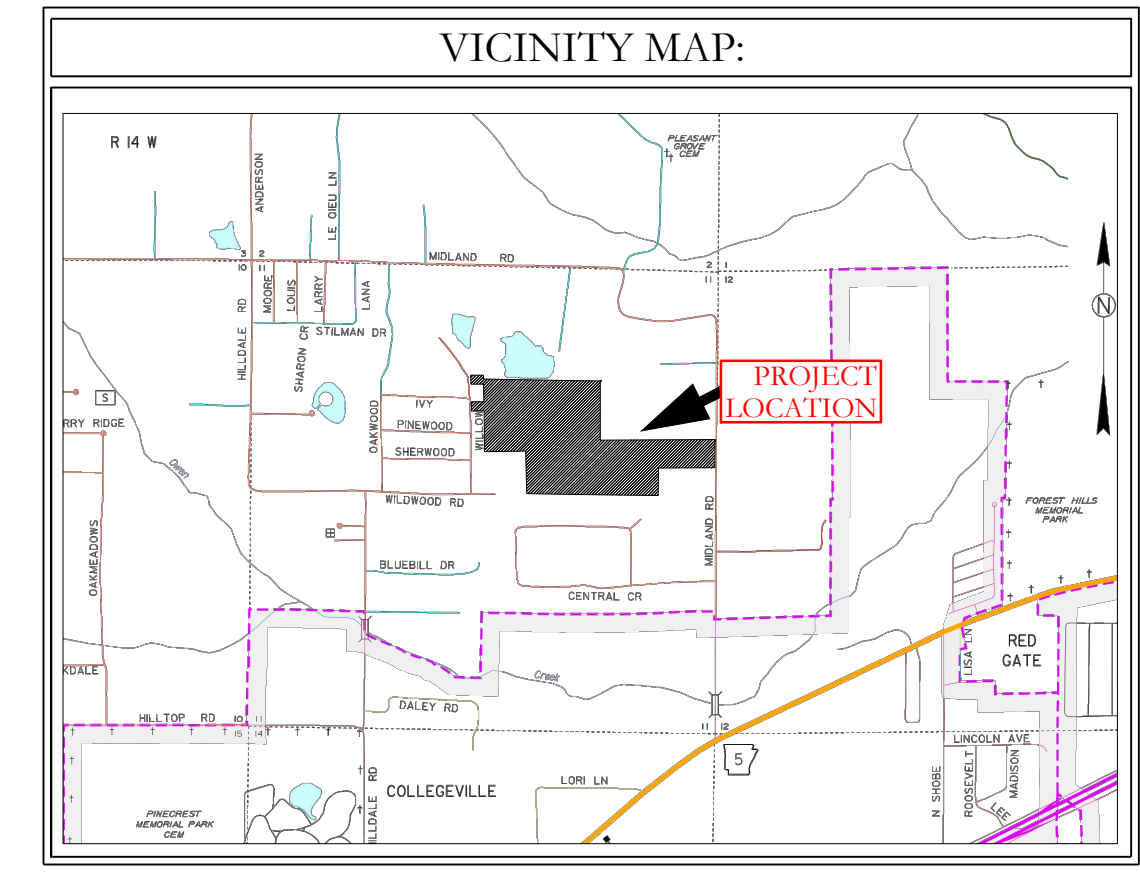 VICINITY MAP:
R 14 W
PLEASANT
GROVE
CEM
ANDERSON
LE QIEU LN
MIDLAND RD
3 2
10 11
2 1
11 12
MOORE
LOUIS
LARRY
LANA
HILLDALE RD
SHARON CR
STILMAN DR
N
PROJECT
LOCATION
S
RRY RIDGE
OAKWOOD
IVY
PINEWOOD
SHERWOOD
WILLOW
WILDWOOD RD
Owen
MIDLAND RD
FOREST HILLS
MEMORIAL
PARK
OAKMEADOWS
BLUEBILL DR
CENTRAL CR
LISA LN
RED
GATE
KDALE
Creek
DALEY RD
HILLTOP RD
10 11
15 14
11 12
5
LINCOLN AVE
COLLEGEVILLE
LORI LN
ILLDALE RD
N SHOBE
ROOSEVELT
MADISON
LEE
PINECREST
MEMORIAL PARK
CEM